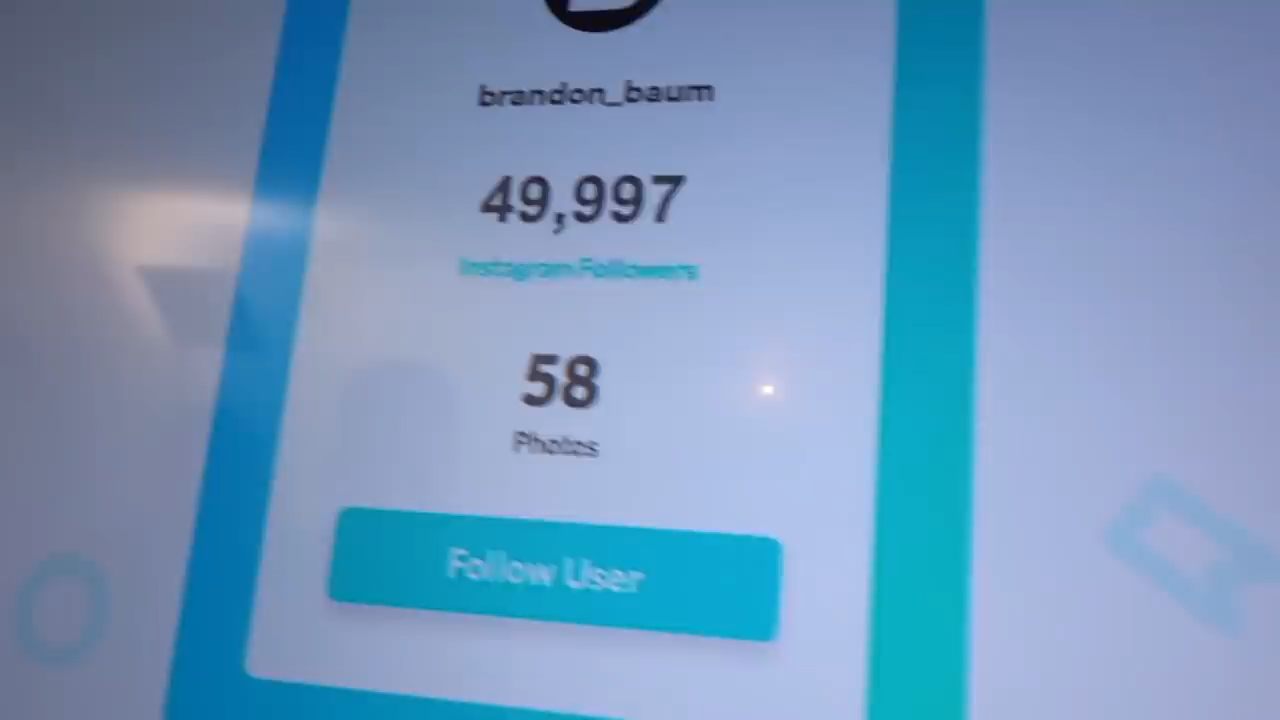 brandon_baum
49,997
Instagram Followers
58
Photos
Follow User